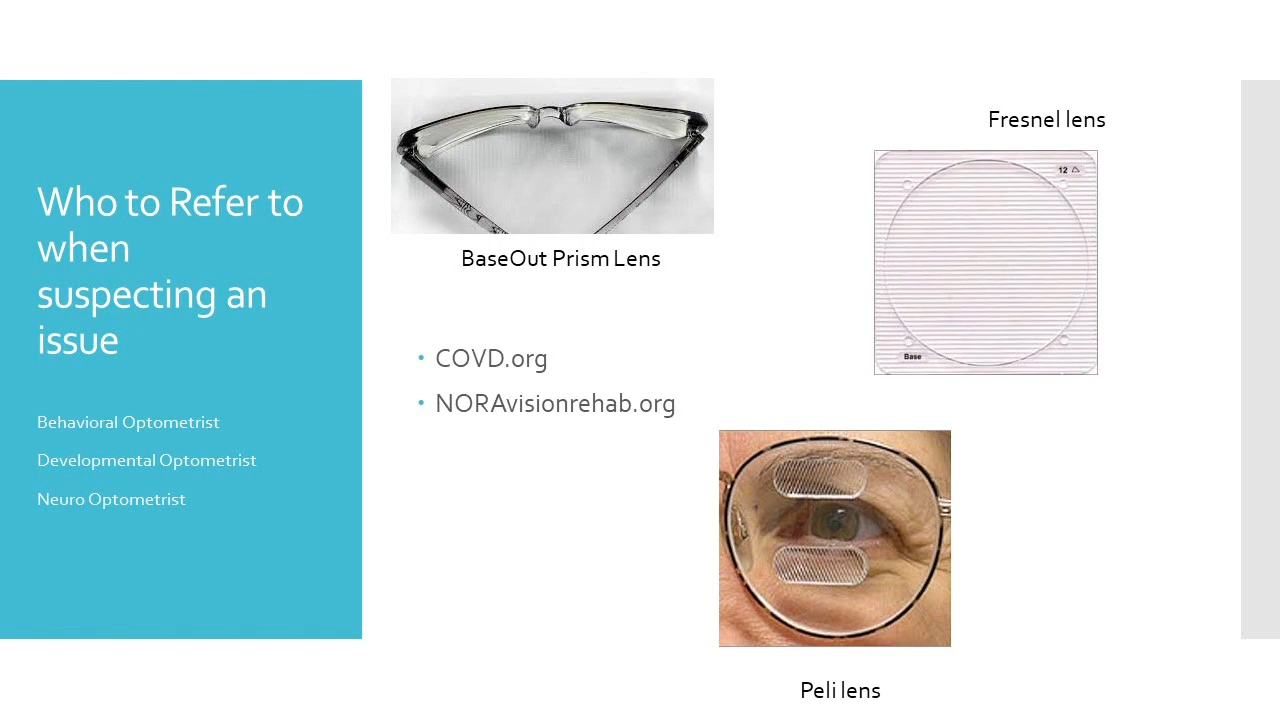 Who to Refer to
when
suspecting an
issue
Behavioral Optometrist
Developmental Optometrist
Neuro Optometrist
BaseOut Prism Lens
• COVD.org
• NORAvisionrehab.org
Fresnel lens
12 △
Base
Peli lens